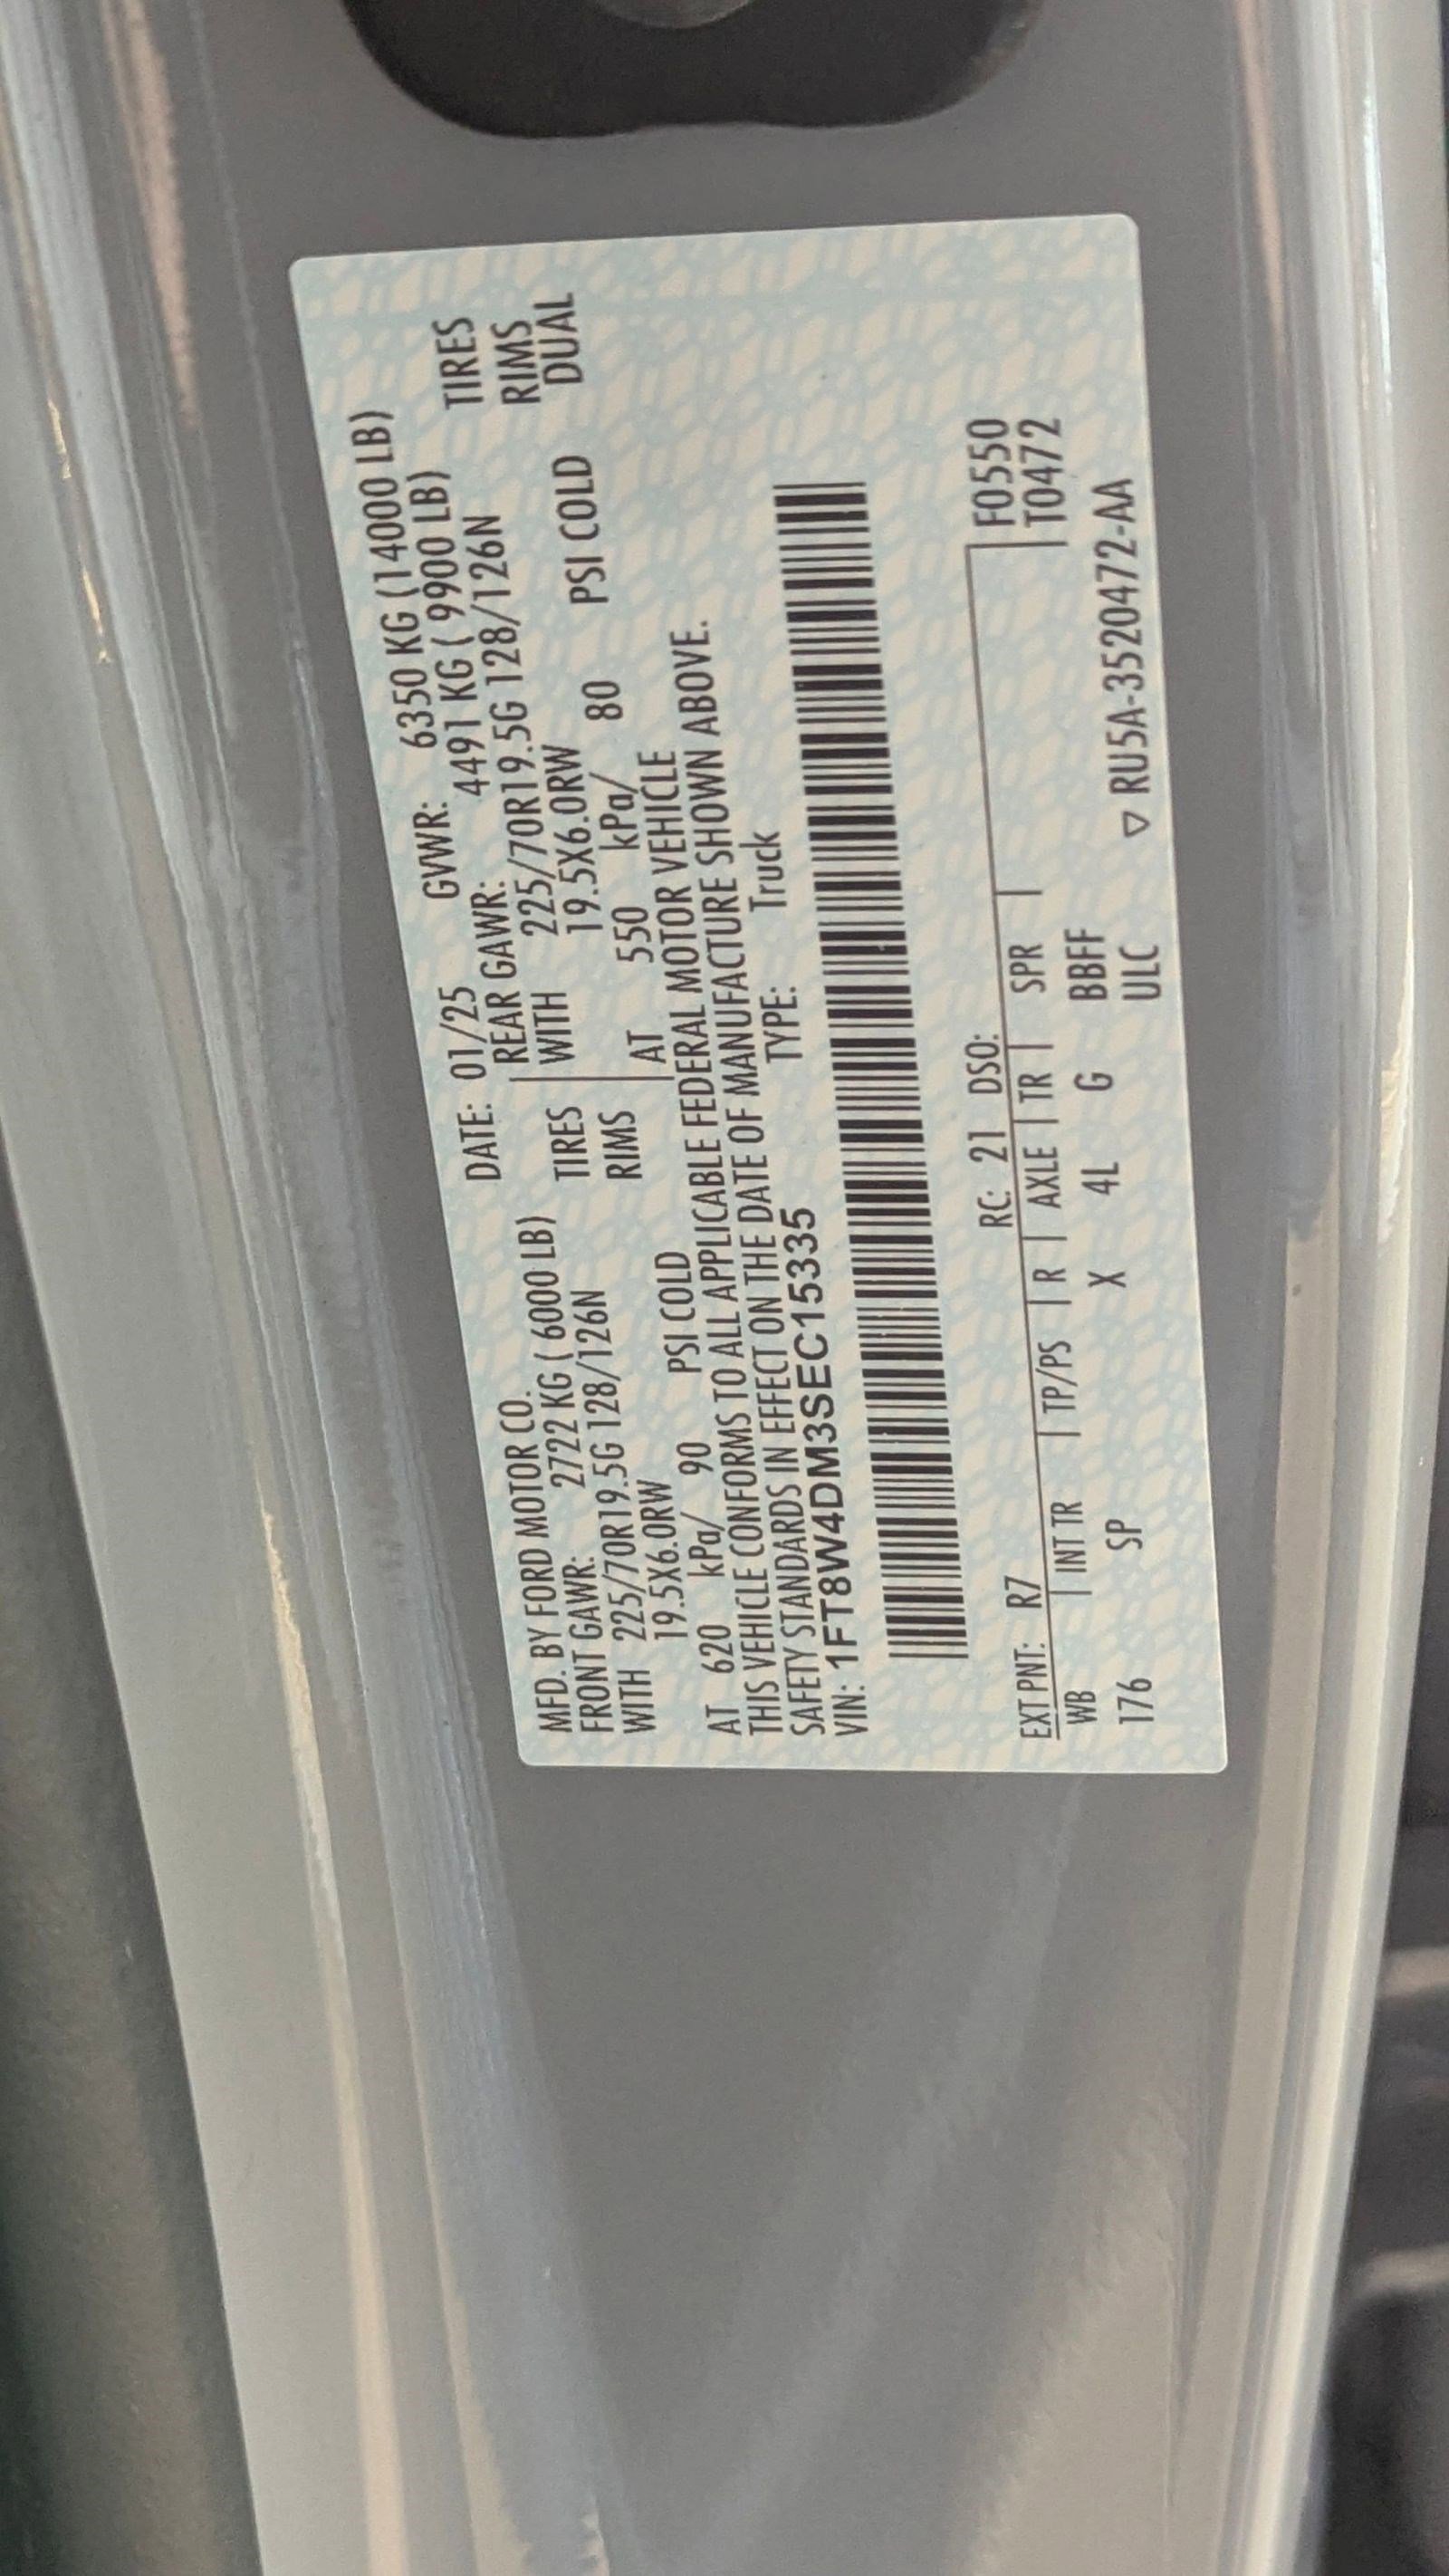 MFD. BY FORD MOTOR CO. DATE: 01/25 GVWR: 6350 KG (14000 LB)
FRONT GAWR: 2722 KG ( 6000 LB) REAR GAWR: 4491 KG ( 9900 LB)
WITH 225/70R19.5G 128/126N TIRES WITH 225/70R19.5G 128/126N TIRES
19.5X6.0RW RIMS 19.5X6.0RW RIMS
AT 620 kPa/ 90 PSI COLD AT 550 kPa/ 80 PSI COLD DUAL
THIS VEHICLE CONFORMS TO ALL APPLICABLE FEDERAL MOTOR VEHICLE
SAFETY STANDARDS IN EFFECT ON THE DATE OF MANUFACTURE SHOWN ABOVE.
VIN: 1FT8W4DM3SEC15335 TYPE: Truck
EXT PNT: R7 RC: 21 DSO: F0550
WB INT TR TP/PS R AXLE TR SPR T0472
176 SP X 4L G BBFF
ULC ▽ RU5A-3520472-AA